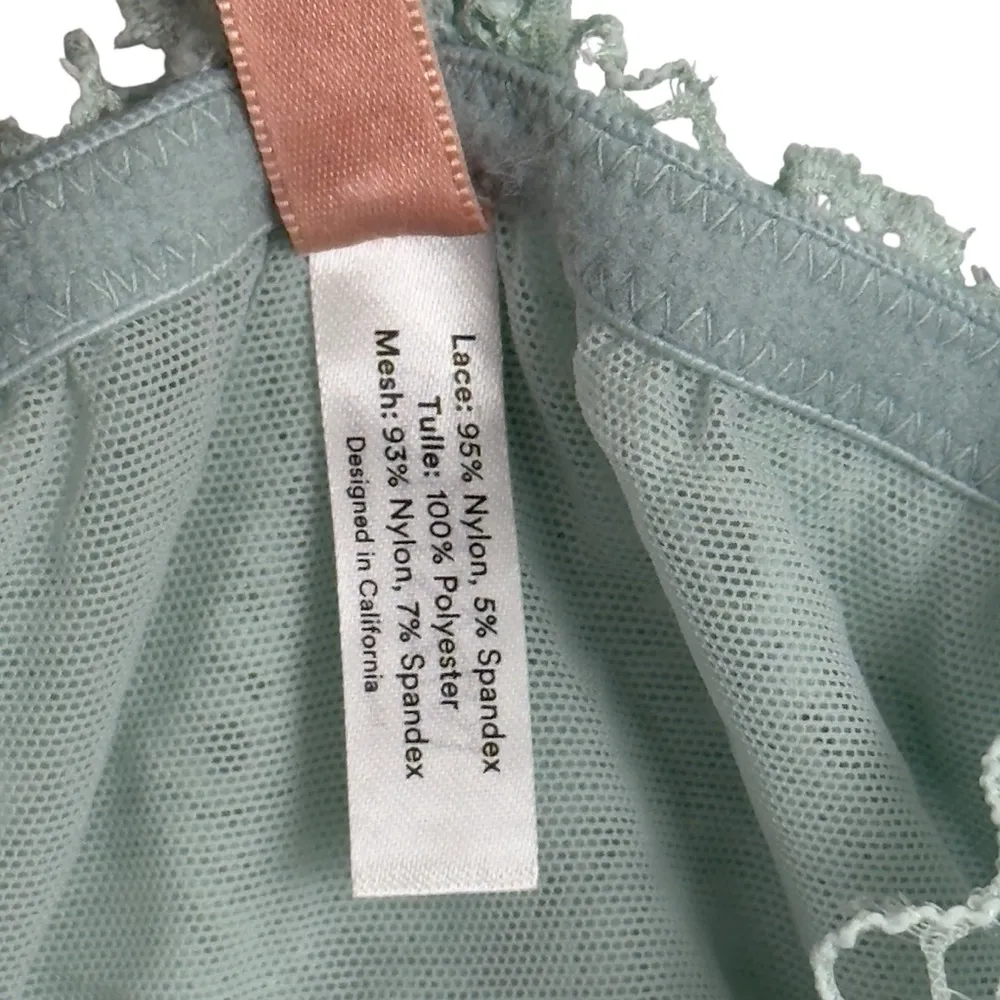 Lace: 95% Nylon, 5% Spandex
Tulle: 100% Polyester
Mesh: 93% Nylon, 7% Spandex
Designed in California